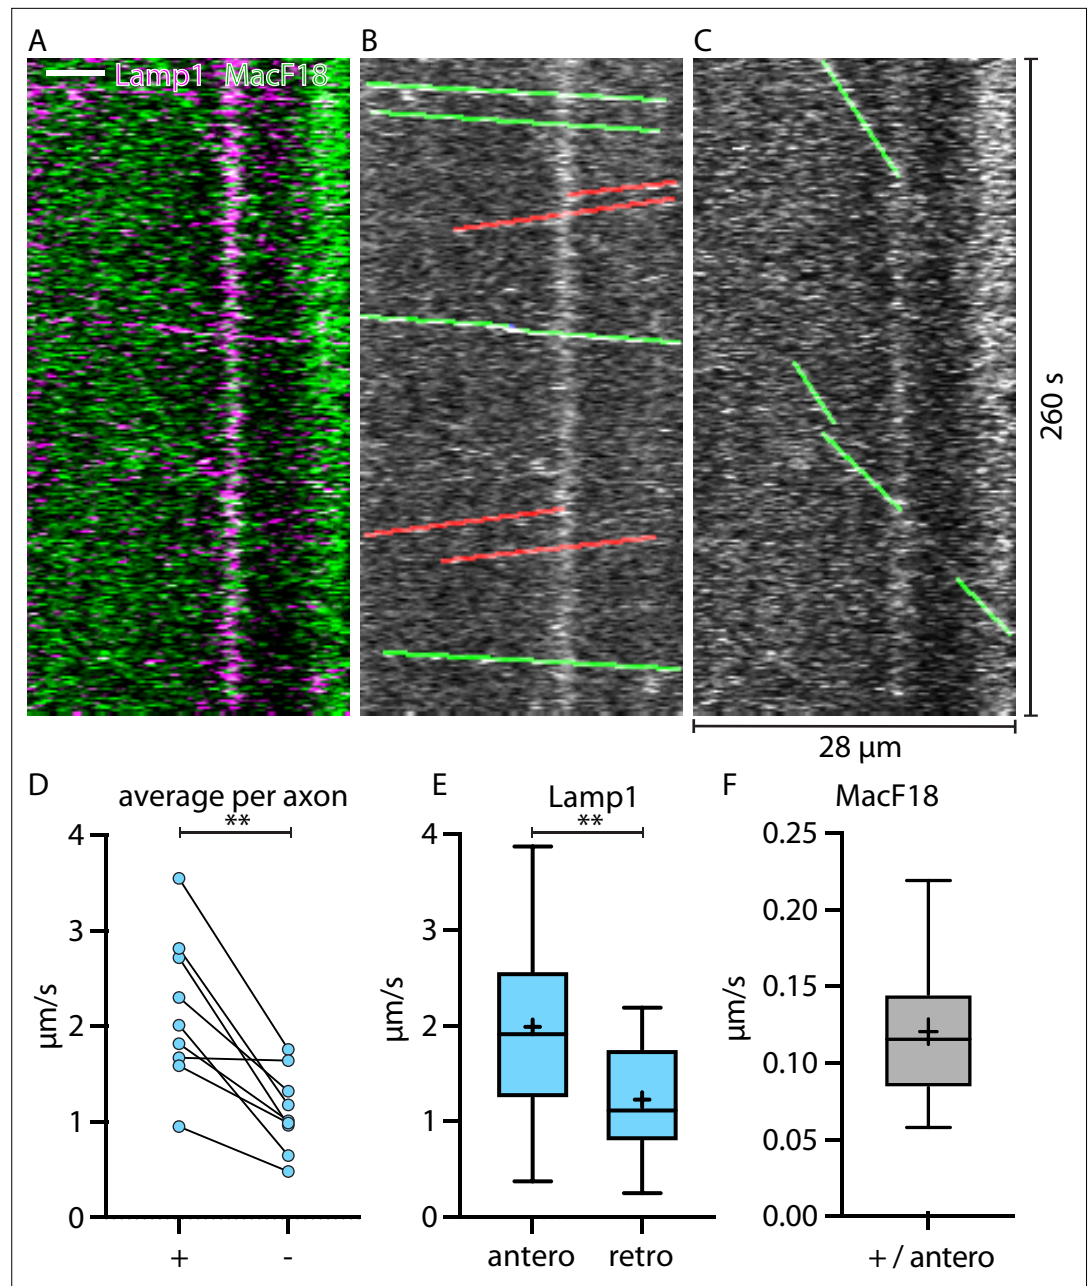 A B C
Lamp1 MacF18
260 s
28 µm
D E F
average per axon Lamp1 MacF18
** **
4 4 0.25
3 3 0.20
2 2 0.15
1 1 0.10
0 0 0.05
0.00
µm/s µm/s µm/s
+ - antero retro + / antero